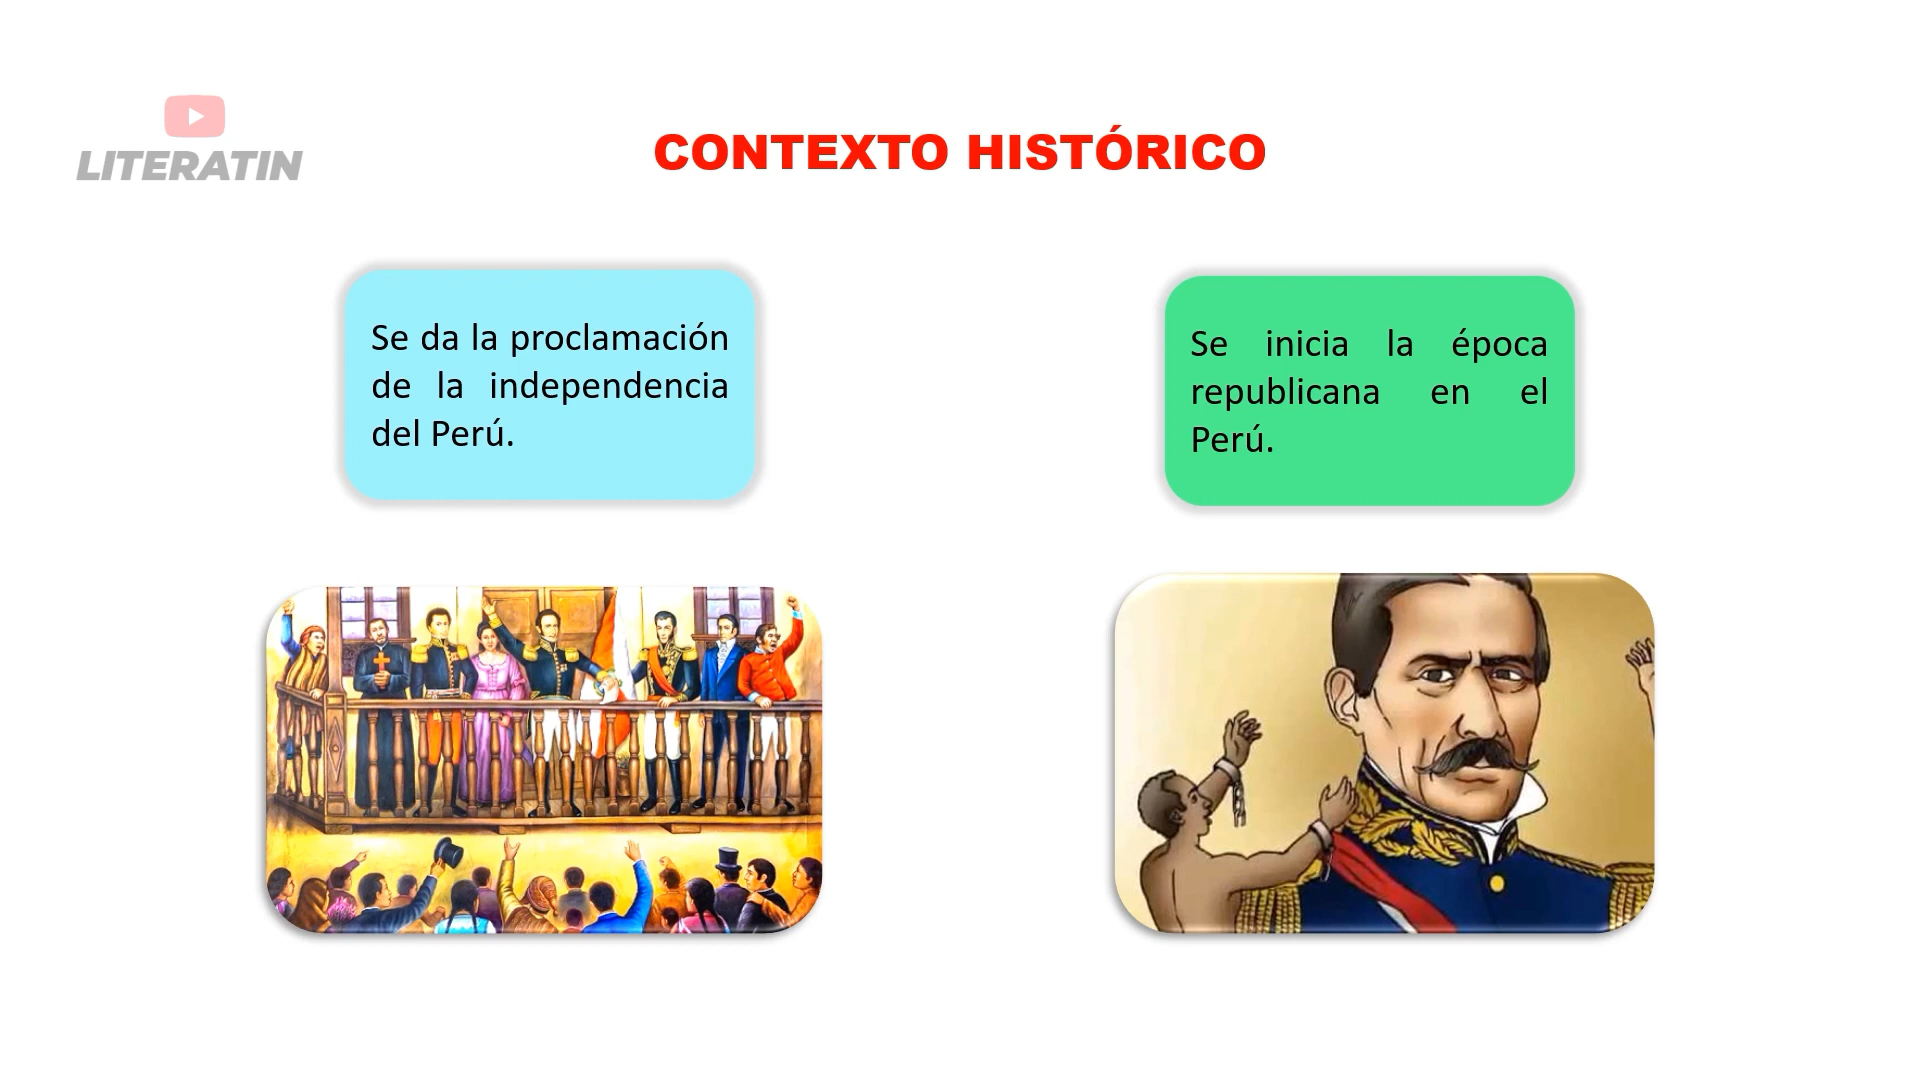 LITERATIN
CONTEXTO HISTÓRICO
Se da la proclamación
de la independencia
del Perú.
Se inicia la época
republicana en el
Perú.